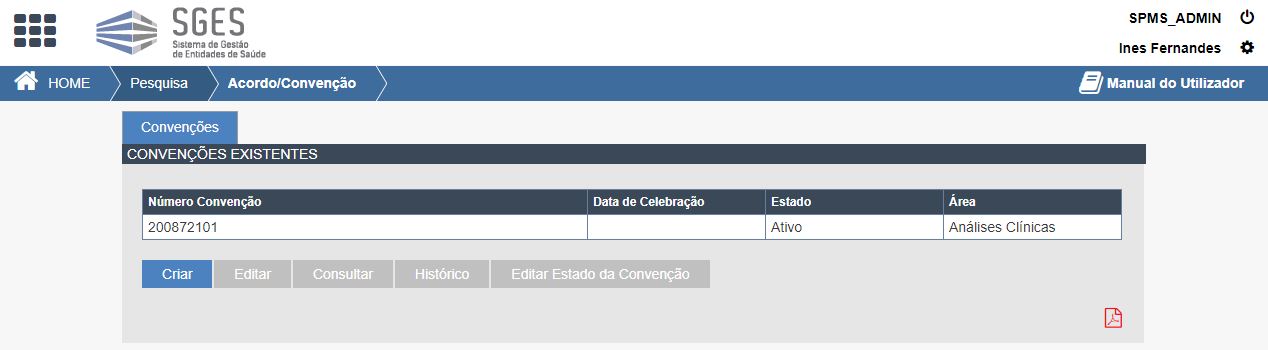 SGES
Sistema de Gestão
de Entidades de Saúde
SPMS_ADMIN
Ines Fernandes
HOME Pesquisa Acordo/Convenção Manual do Utilizador
Convenções
CONVENÇÕES EXISTENTES
Número Convenção Data de Celebração Estado Área
200872101 Ativo Análises Clínicas
Criar Editar Consultar Histórico Editar Estado da Convenção